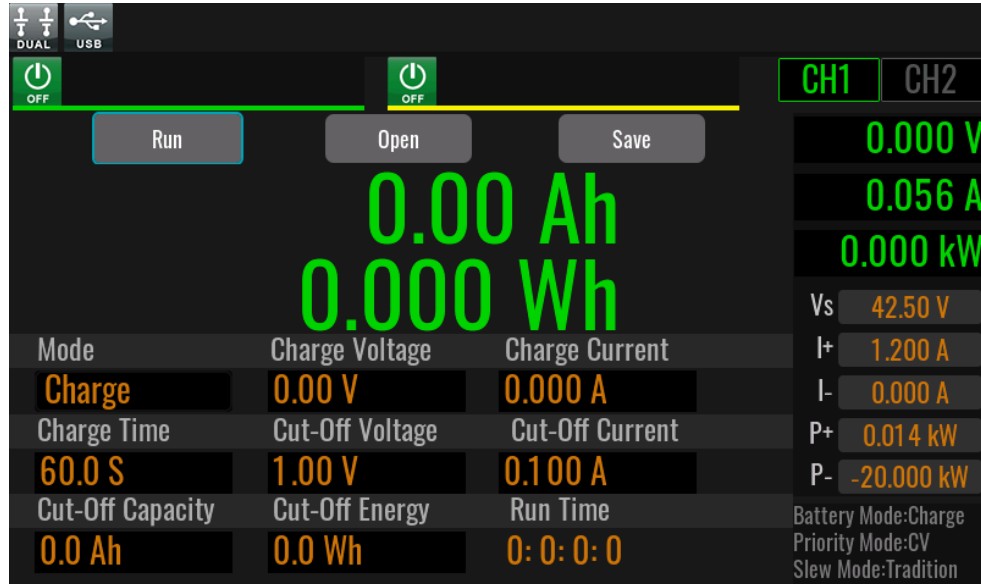 DUAL USB
OFF OFF CH1 CH2
Run Open Save
0.000 V
0.056 A
0.000 kW
0.00 Ah
0.000 Wh
Vs 42.50 V
I+ 1.200 A
I- 0.000 A
P+ 0.014 kW
P- -20.000 kW
Mode Charge Voltage Charge Current
Charge 0.00 V 0.000 A
Charge Time Cut-Off Voltage Cut-Off Current
60.0 S 1.00 V 0.100 A
Cut-Off Capacity Cut-Off Energy Run Time
0.0 Ah 0.0 Wh 0: 0: 0: 0
Battery Mode:Charge
Priority Mode:CV
Slew Mode:Tradition